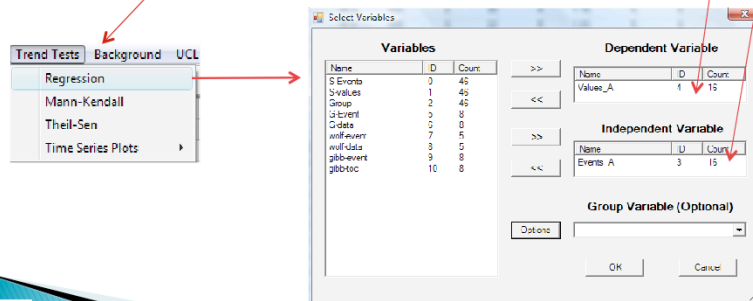 Select Variables
Trend Tests Background UCL
Regression
Mann-Kendall
Theil-Sen
Time Series Plots
Variables
Name ID Count
S-Events 0 46
S-values 1 46
Group 2 46
G-Event 5 8
G-data 6 8
wolf-event 7 5
wolf-data 8 5
gibb-event 9 8
gibb-toc 10 8
>>
<<
>>
<<
Options
Dependent Variable
Name ID Count
Values_A 4 16
Independent Variable
Name ID Count
Events_A 3 16
Group Variable (Optional)
OK Cancel